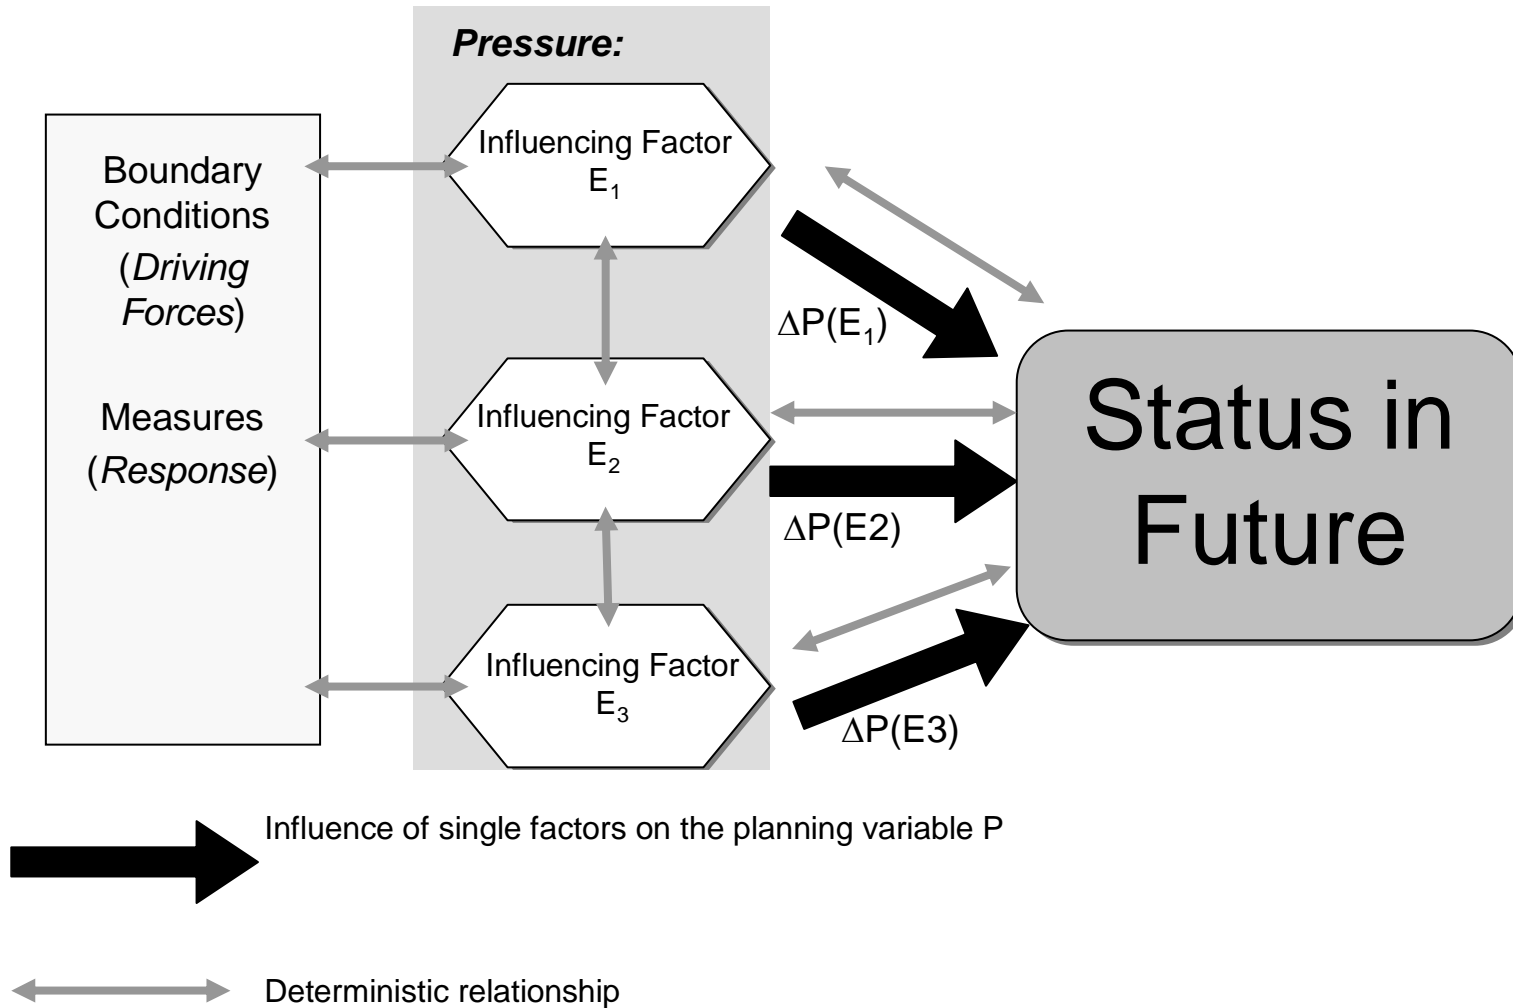 Pressure:
Boundary
Conditions
(Driving
Forces)
Measures
(Response)
Influencing Factor
E₁
Influencing Factor
E₂
Influencing Factor
E₃
ΔP(E₁)
ΔP(E2)
ΔP(E3)
Status in
Future
Influence of single factors on the planning variable P
Deterministic relationship